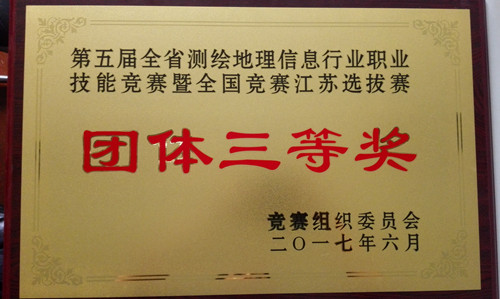 第五届全省测绘地理信息行业职业
技能竞赛暨全国竞赛江苏选拔赛
团体三等奖
竞赛组织委员会
二〇一七年六月